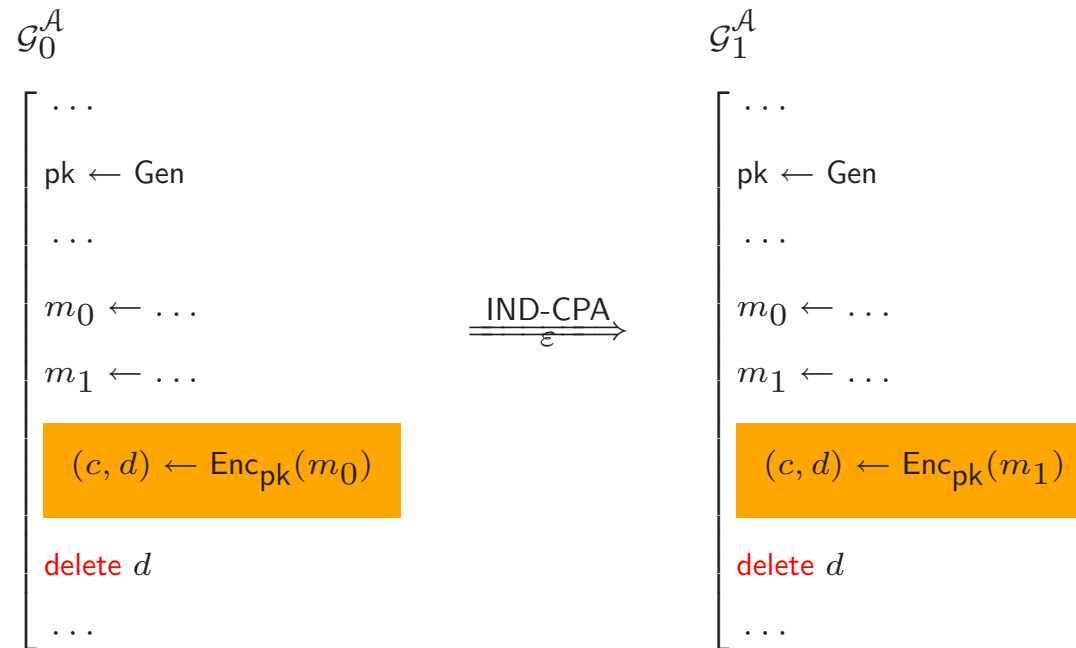 𝒢₀^𝒜
...
pk ← Gen
...
m₀ ← ...
m₁ ← ...
(c, d) ← Enc_pk(m₀)
delete d
...
IND-CPA
ε
𝒢₁^𝒜
...
pk ← Gen
...
m₀ ← ...
m₁ ← ...
(c, d) ← Enc_pk(m₁)
delete d
...